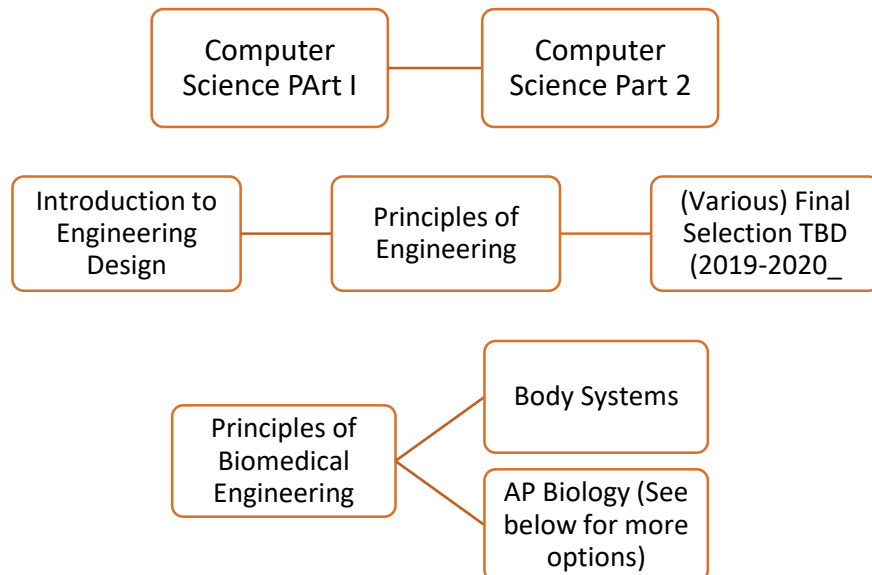 Computer
Science PArt I
Computer
Science Part 2
Introduction to
Engineering
Design
Principles of
Engineering
(Various) Final
Selection TBD
(2019-2020_
Principles of
Biomedical
Engineering
Body Systems
AP Biology (See
below for more
options)